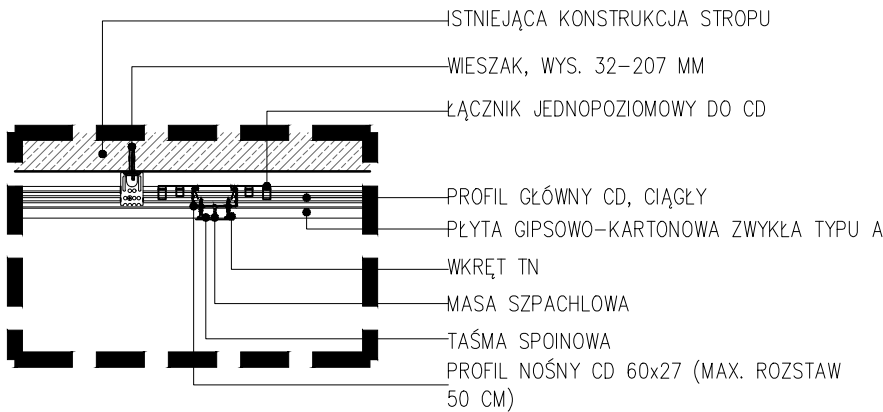 ISTNIEJĄCA KONSTRUKCJA STROPU
WIESZAK, WYS. 32-207 MM
ŁĄCZNIK JEDNOPOZIOMOWY DO CD
PROFIL GŁÓWNY CD, CIĄGŁY
PŁYTA GIPSOWO-KARTONOWA ZWYKŁA TYPU A
WKRĘT TN
MASA SZPACHLOWA
TAŚMA SPOINOWA
PROFIL NOŚNY CD 60x27 (MAX. ROZSTAW
50 CM)